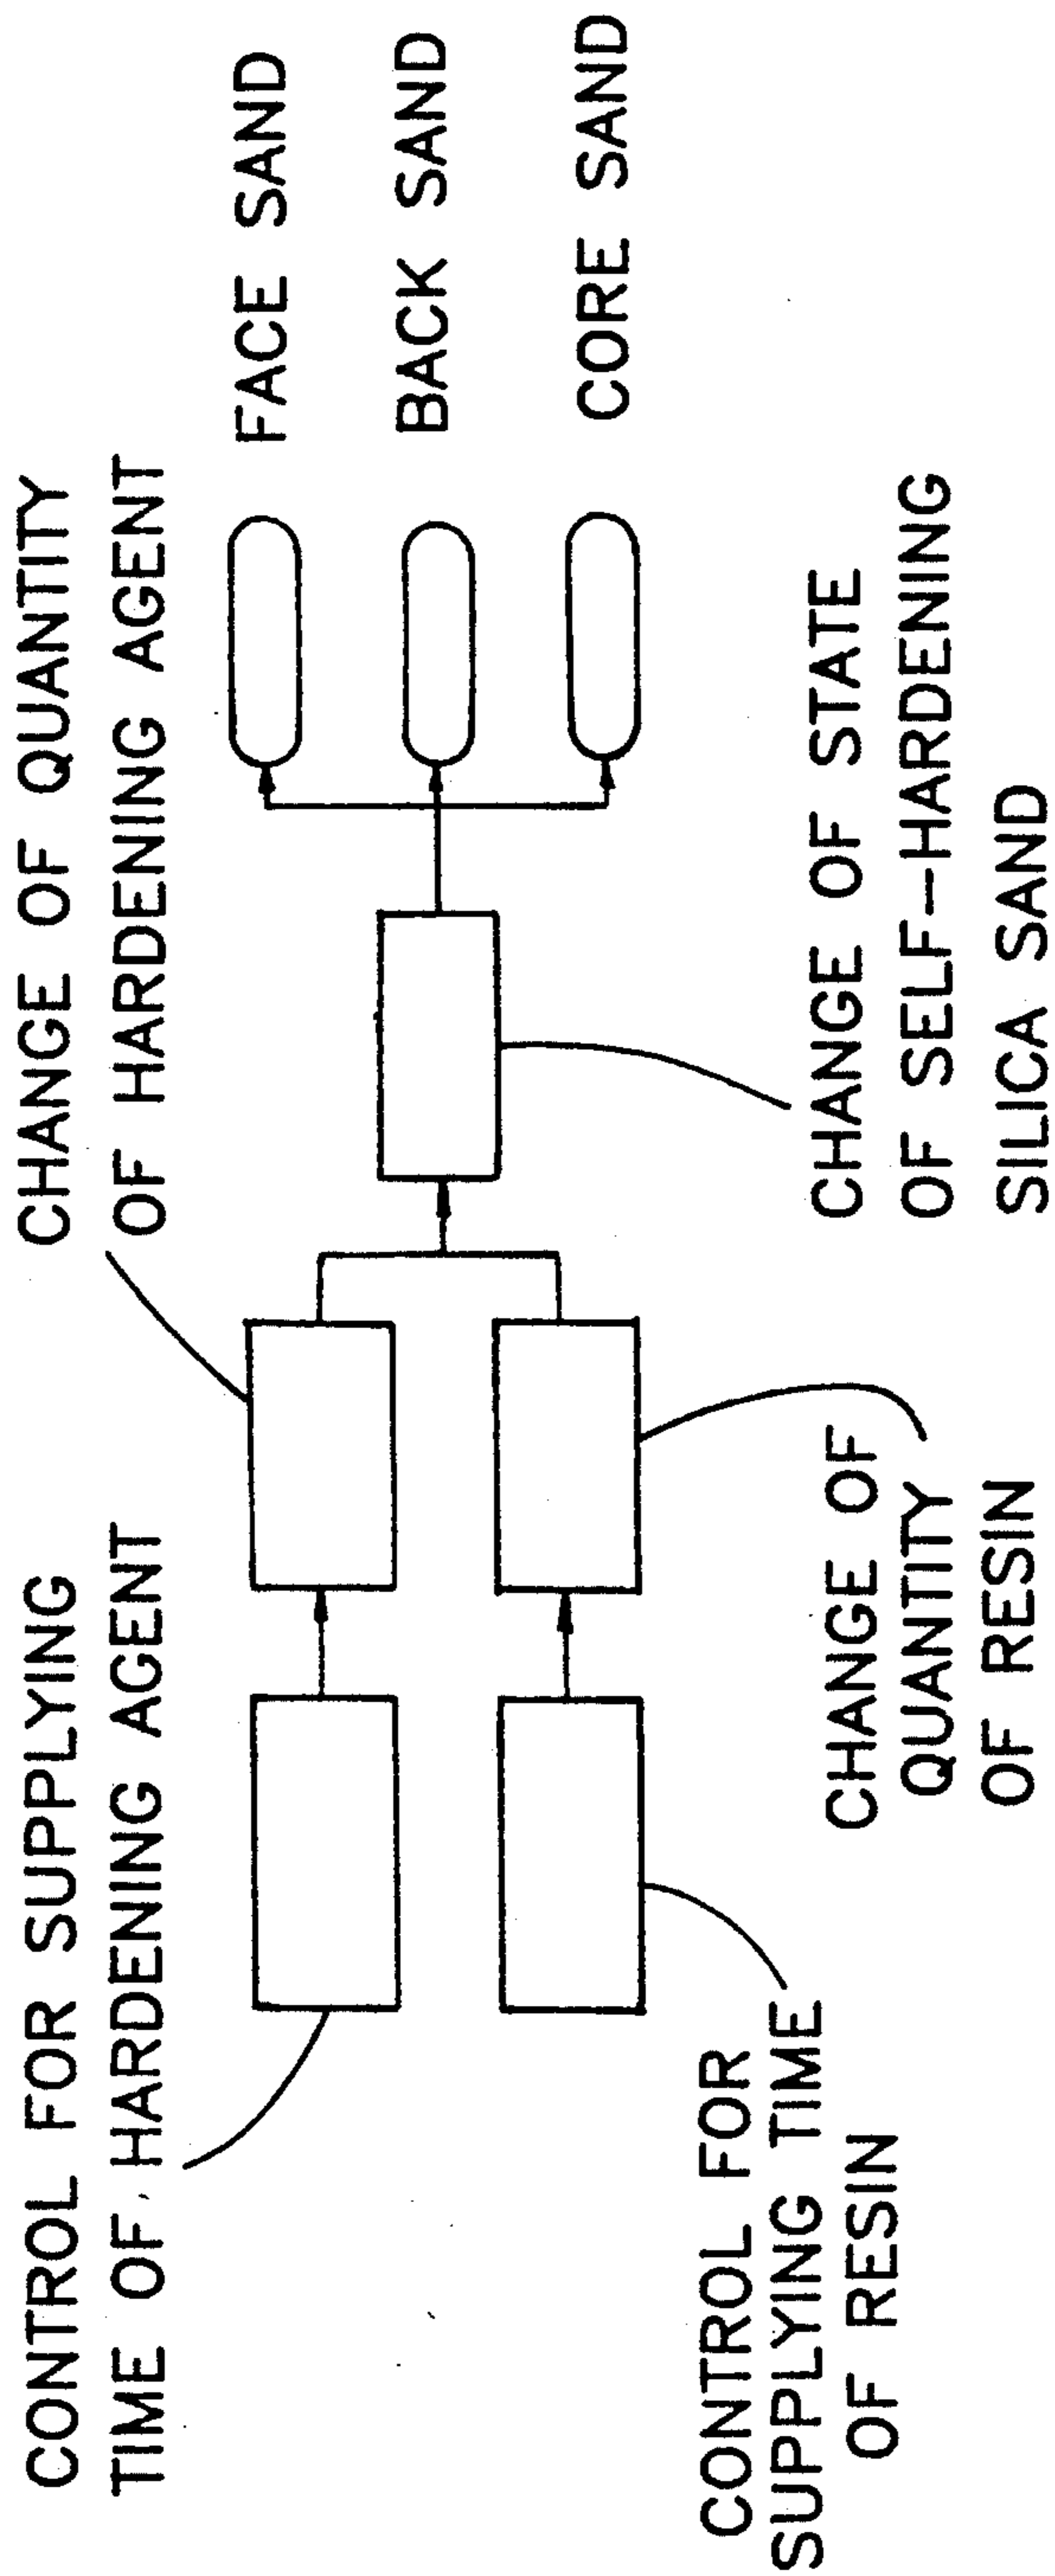 CONTROL FOR SUPPLYING
TIME OF HARDENING AGENT
CHANGE OF QUANTITY
OF HARDENING AGENT
FACE SAND
BACK SAND
CORE SAND
CONTROL FOR
SUPPLYING TIME
OF RESIN
CHANGE OF
QUANTITY
OF RESIN
CHANGE OF STATE
OF SELF-HARDENING
SILICA SAND